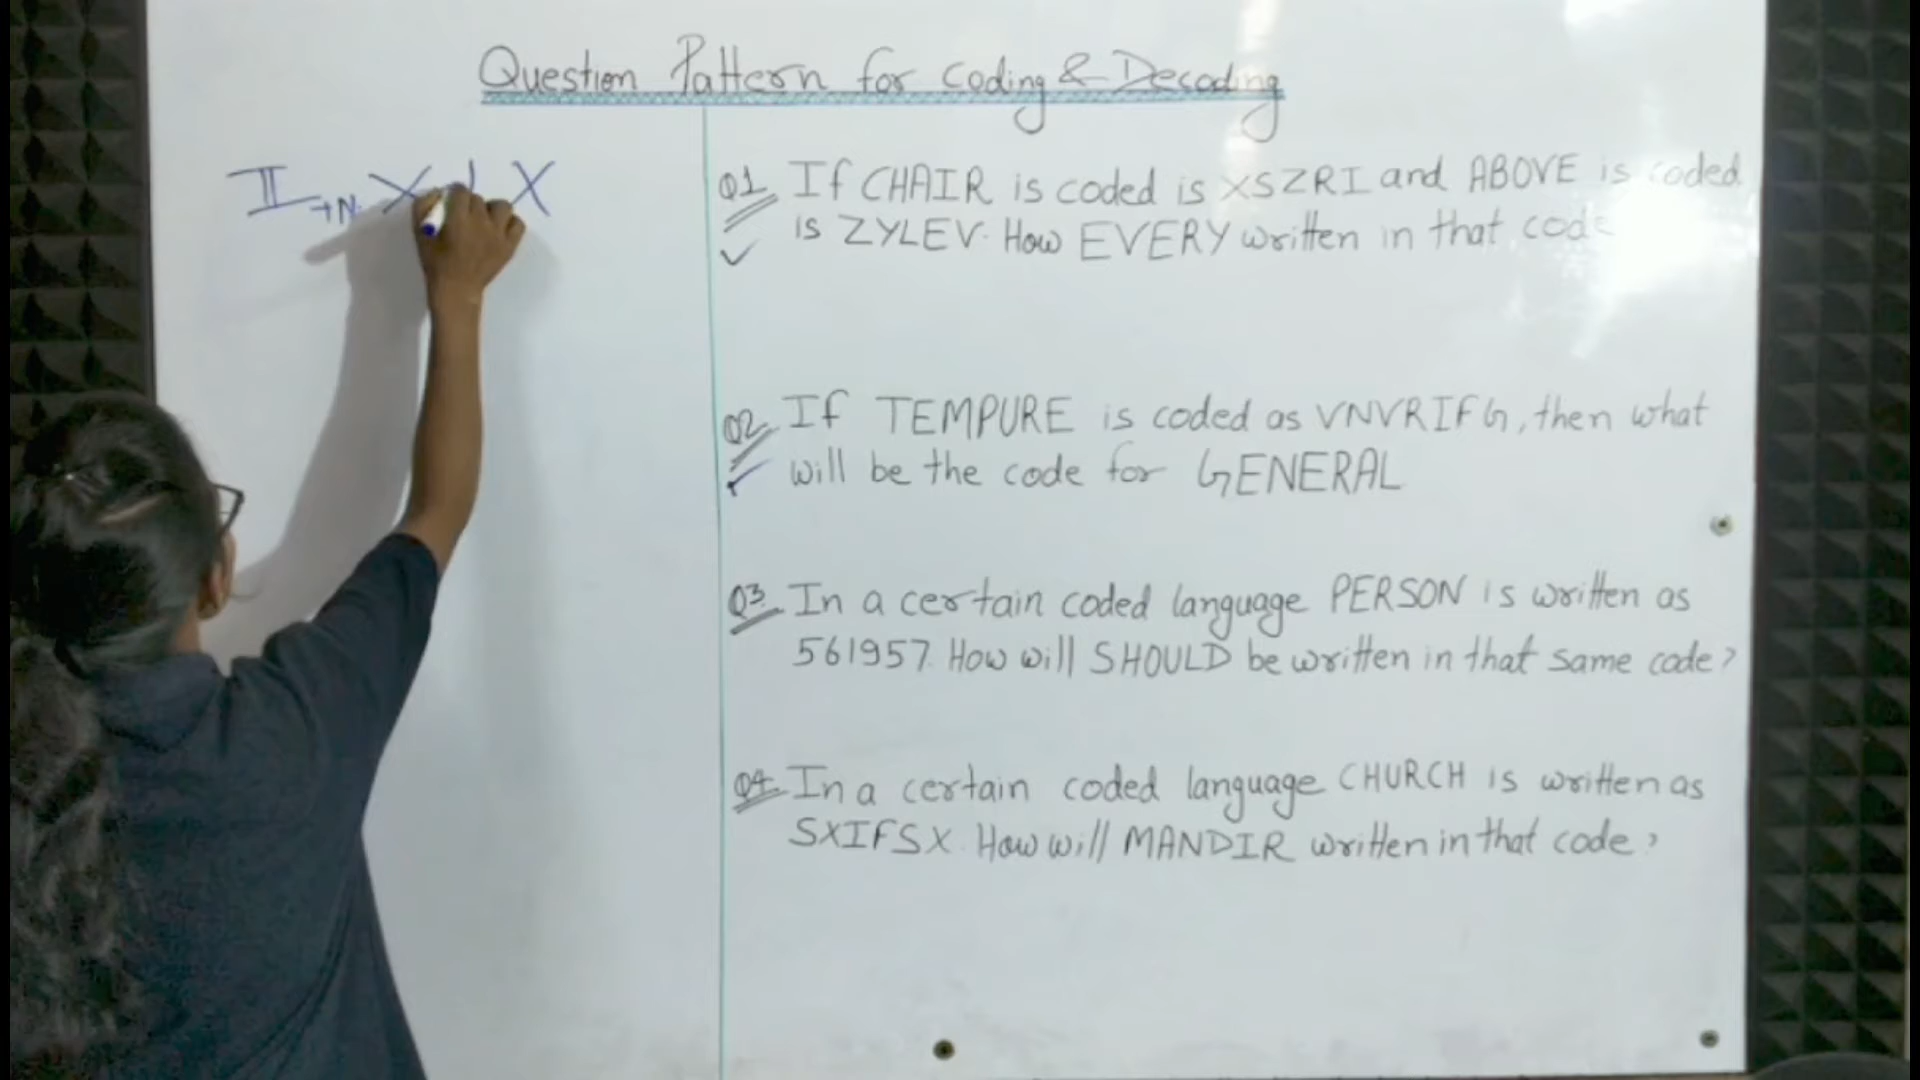 Question Pattern for Coding & Decoding
II +N. X X
Q1 If CHAIR is coded is XSZRI and ABOVE is coded
is ZYLEV. How EVERY written in that code
Q2. If TEMPURE is coded as VNVRIFG, then what
will be the code for GENERAL
Q3. In a certain coded language PERSON is written as
561957. How will SHOULD be written in that same code?
Q4. In a certain coded language CHURCH is written as
SXIFSX. How will MANDIR written in that code?